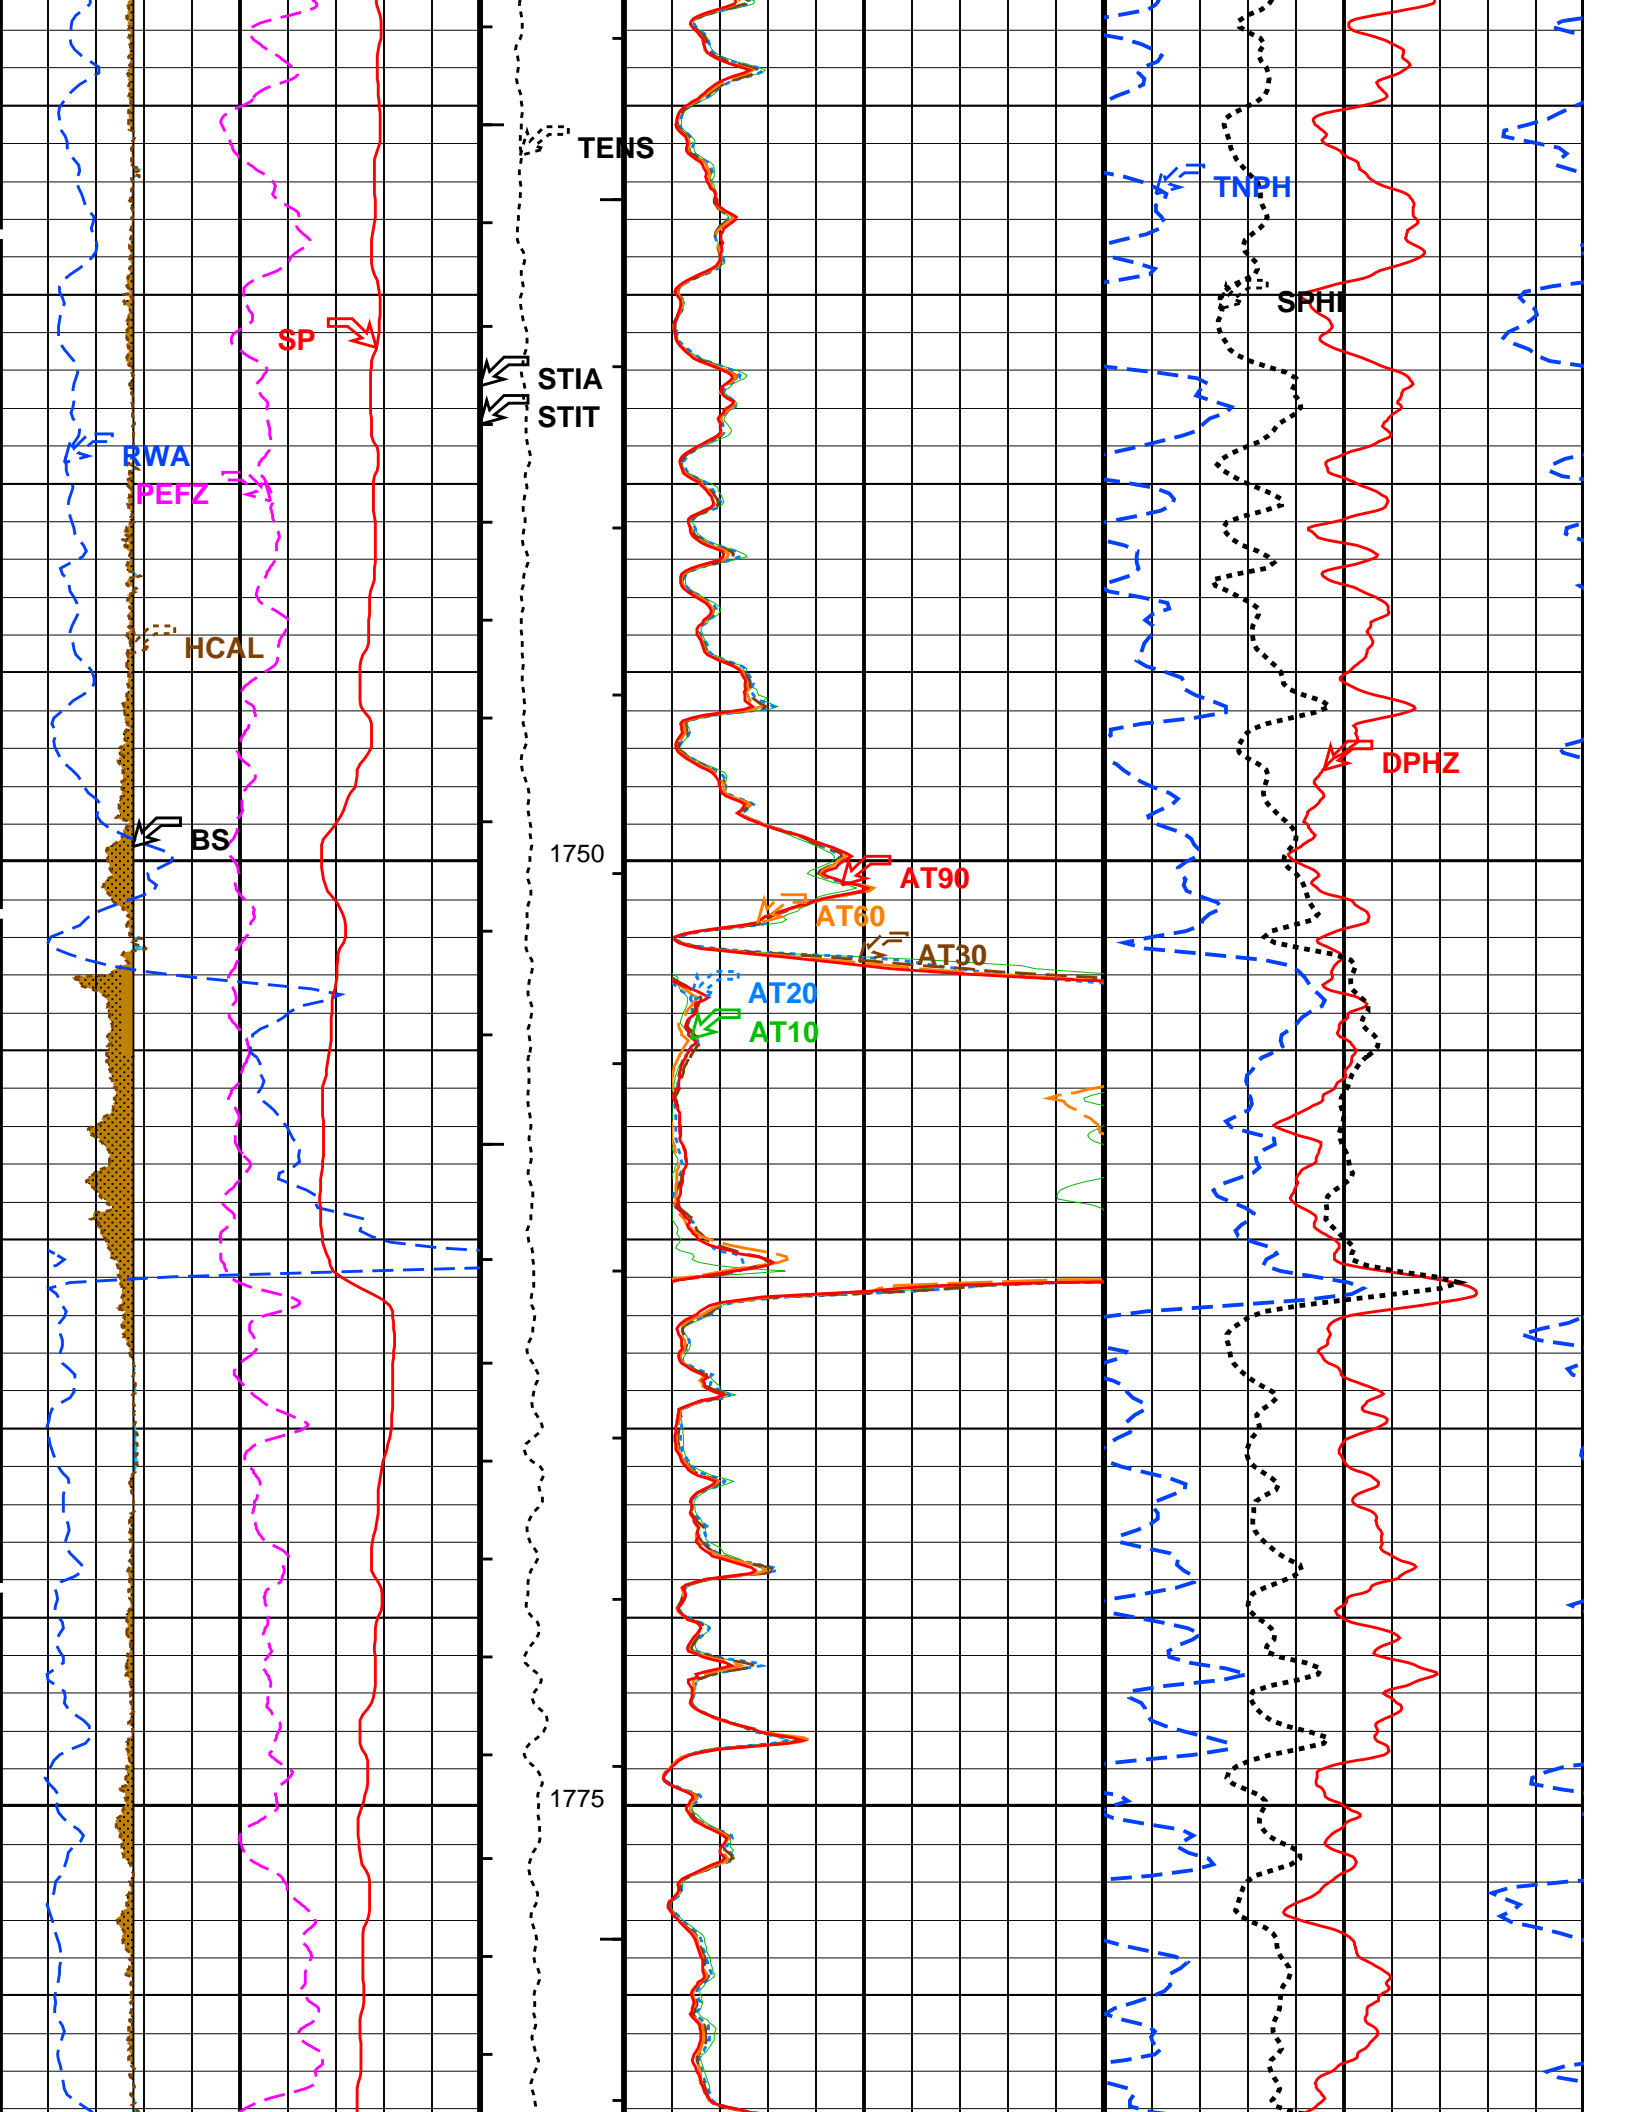 TENS
TNPH
SPHI
SP
STIA
STIT
RWA
PEFZ
HCAL
DPHZ
BS
1750
AT90
AT60
AT30
AT20
AT10
1775